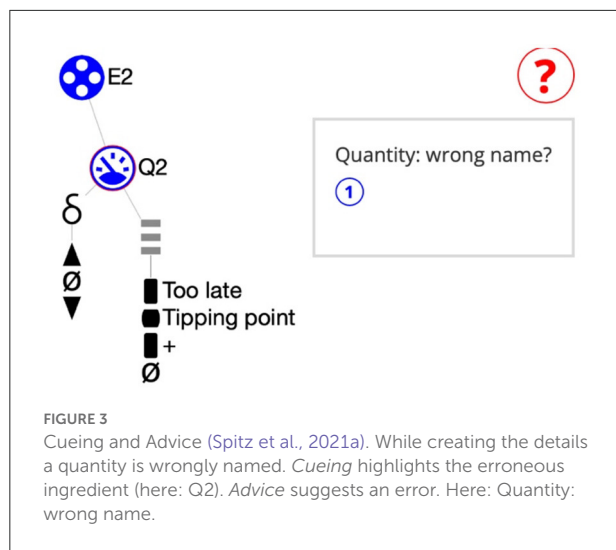 E2
?
Q2
Quantity: wrong name?
1
δ
Ø
Too late
Tipping point
+
Ø
FIGURE 3
Cueing and Advice (Spitz et al., 2021a). While creating the details
a quantity is wrongly named. Cueing highlights the erroneous
ingredient (here: Q2). Advice suggests an error. Here: Quantity:
wrong name.